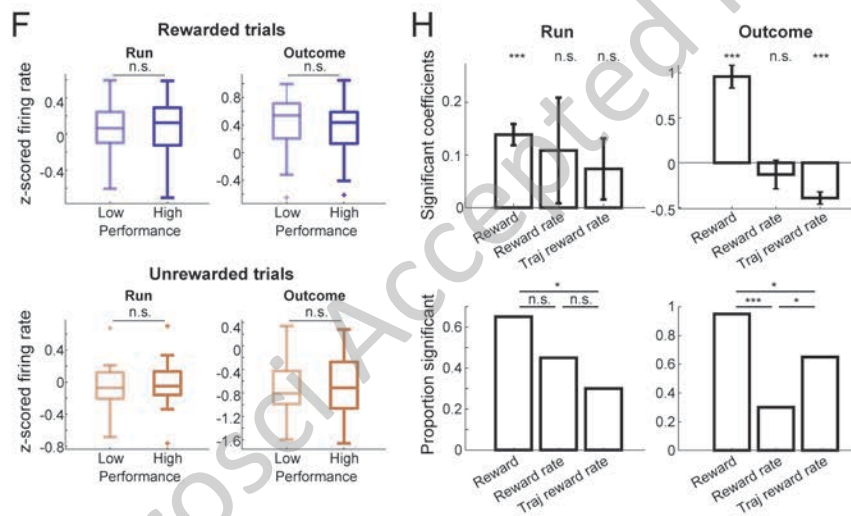 F
Rewarded trials
Run
Outcome
n.s.
n.s.
z-scored firing rate
0.4
0
-0.4
0.8
0.4
0
-0.4
Low
High
Low
High
Performance
Performance
Unrewarded trials
Run
Outcome
n.s.
n.s.
z-scored firing rate
0.4
0
-0.4
-0.8
0.4
0
-0.4
-0.8
-1.2
-1.6
Low
High
Low
High
Performance
Performance
H
Run
Outcome
*** n.s. n.s.
*** n.s. ***
Significant coefficients
0.2
0.1
0
1
0.5
0
-0.5
Reward
Reward rate
Traj reward rate
Reward
Reward rate
Traj reward rate
*
n.s. n.s.
*
*** *
Proportion significant
0.6
0.4
0.2
0
1
0.8
0.6
0.4
0.2
0
Reward
Reward rate
Traj reward rate
Reward
Reward rate
Traj reward rate
rosci Accepted